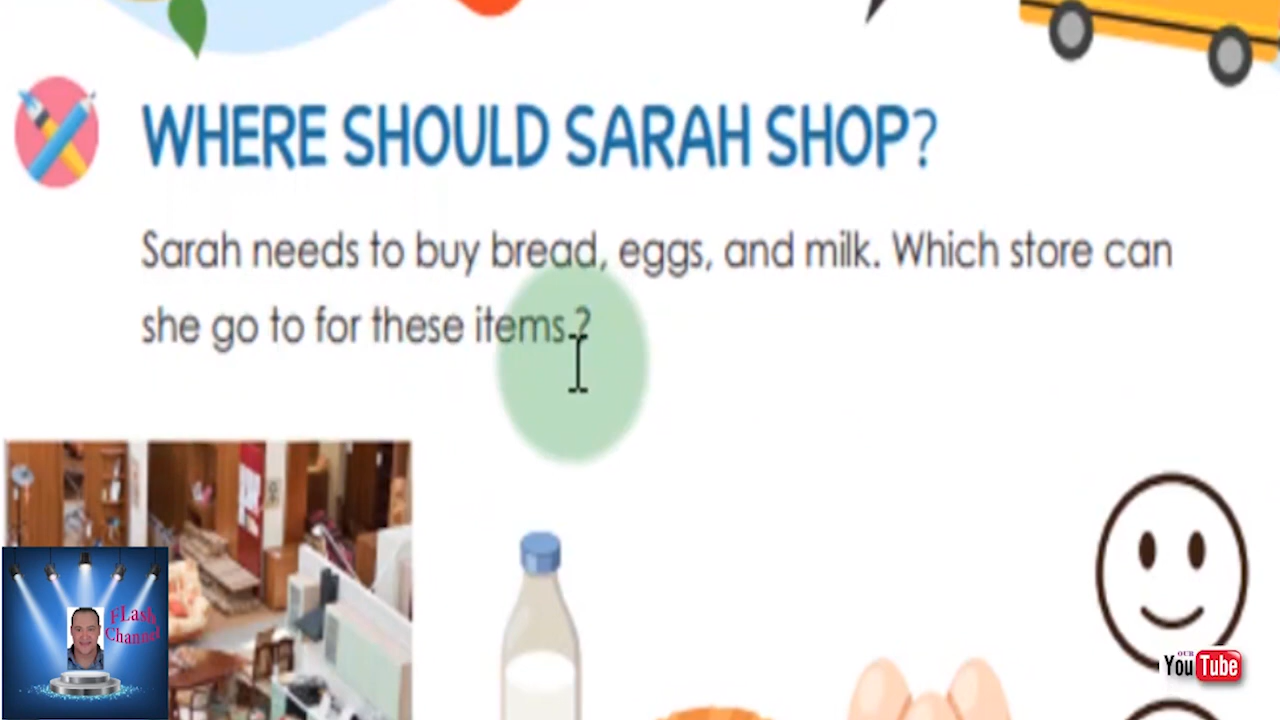 WHERE SHOULD SARAH SHOP?
Sarah needs to buy bread, eggs, and milk. Which store can
she go to for these items.?
FLash
Channel
OUR
YouTube